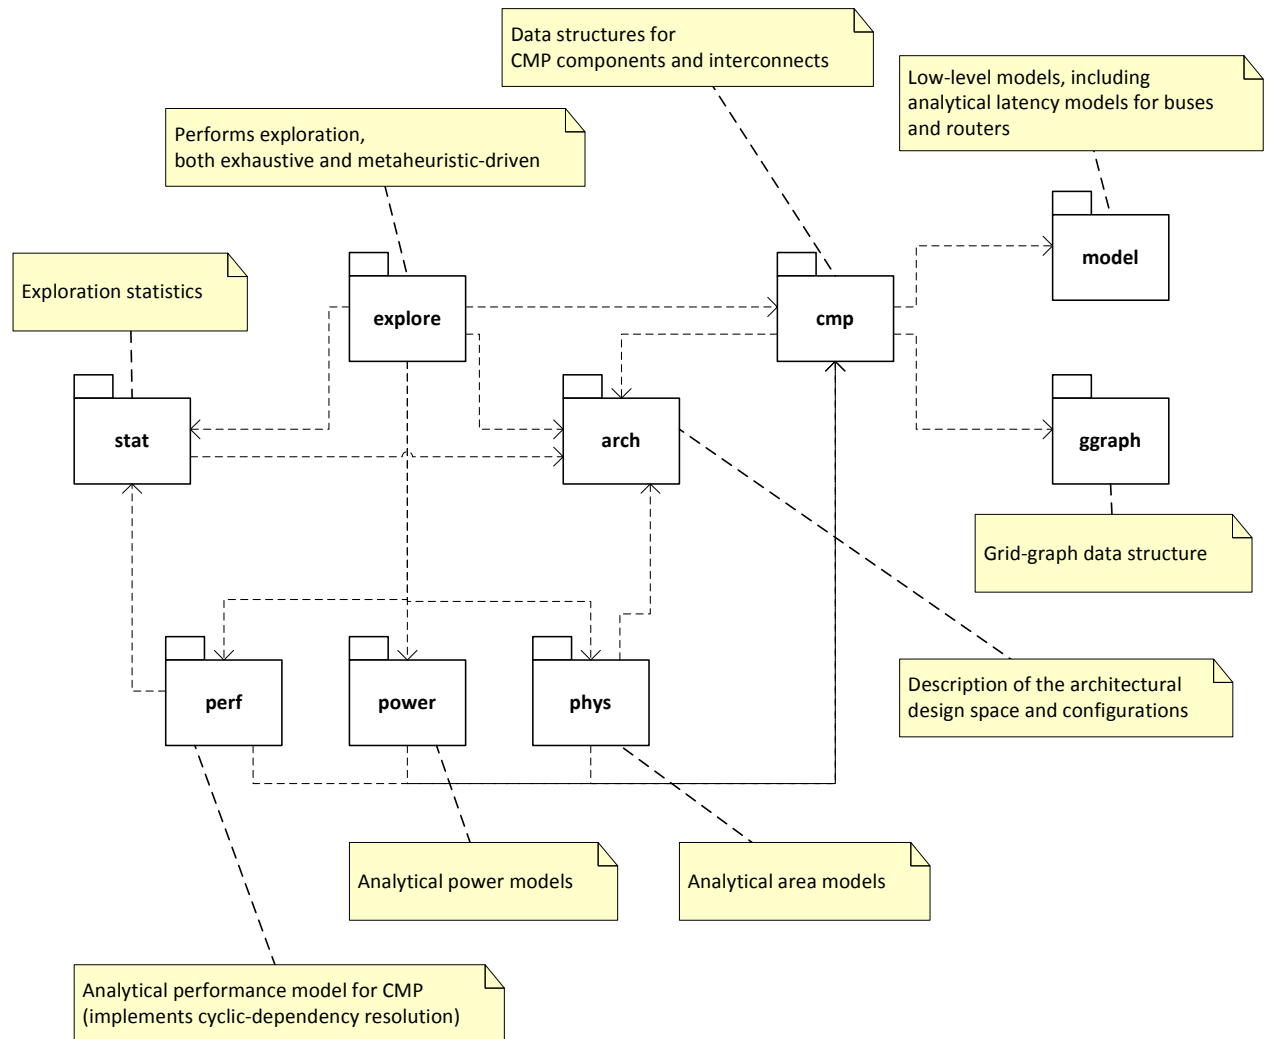 Data structures for
CMP components and interconnects
Low-level models, including
analytical latency models for buses
and routers
Performs exploration,
both exhaustive and metaheuristic-driven
model
Exploration statistics
explore
cmp
stat
arch
ggraph
Grid-graph data structure
Description of the architectural
design space and configurations
perf
power
phys
Analytical power models
Analytical area models
Analytical performance model for CMP
(implements cyclic-dependency resolution)